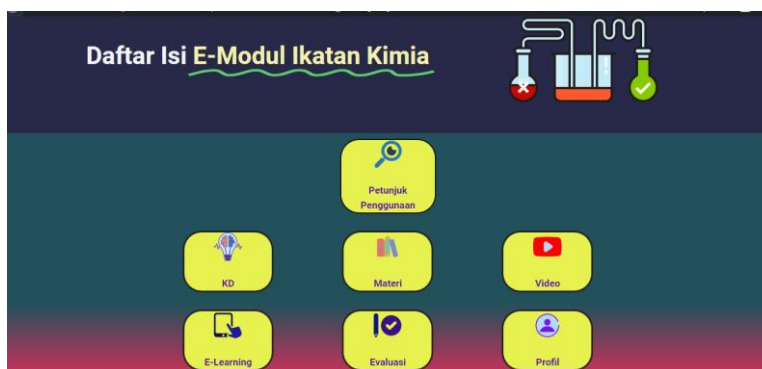 Daftar Isi E-Modul Ikatan Kimia
Petunjuk
Penggunaan
KD
Materi
Video
E-Learning
Evaluasi
Profil